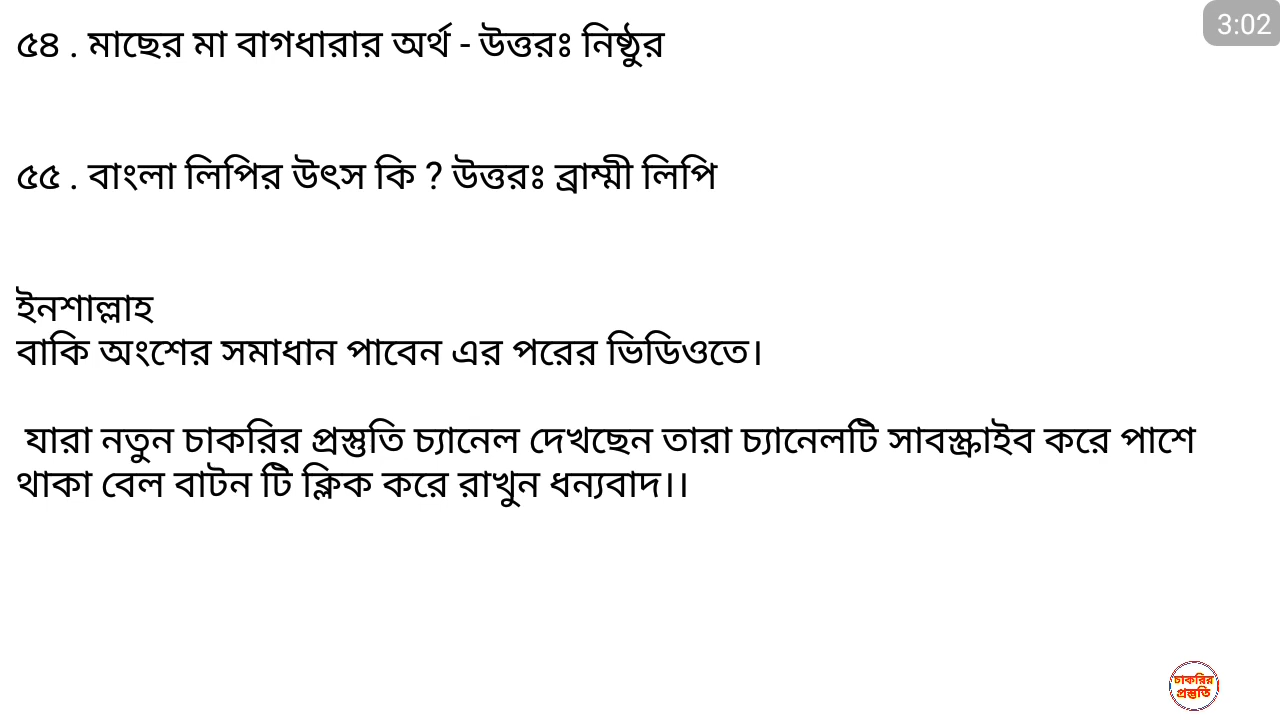 ৫৪ . মাছের মা বাগধারার অর্থ - উত্তরঃ নিষ্ঠুর
3:02
৫৫ . বাংলা লিপির উৎস কি ? উত্তরঃ ব্রাম্মী লিপি
ইনশাল্লাহ
বাকি অংশের সমাধান পাবেন এর পরের ভিডিওতে।
যারা নতুন চাকরির প্রস্তুতি চ্যানেল দেখছেন তারা চ্যানেলটি সাবস্ক্রাইব করে পাশে
থাকা বেল বাটন টি ক্লিক করে রাখুন ধন্যবাদ।।
চাকরির
প্রস্তুতি